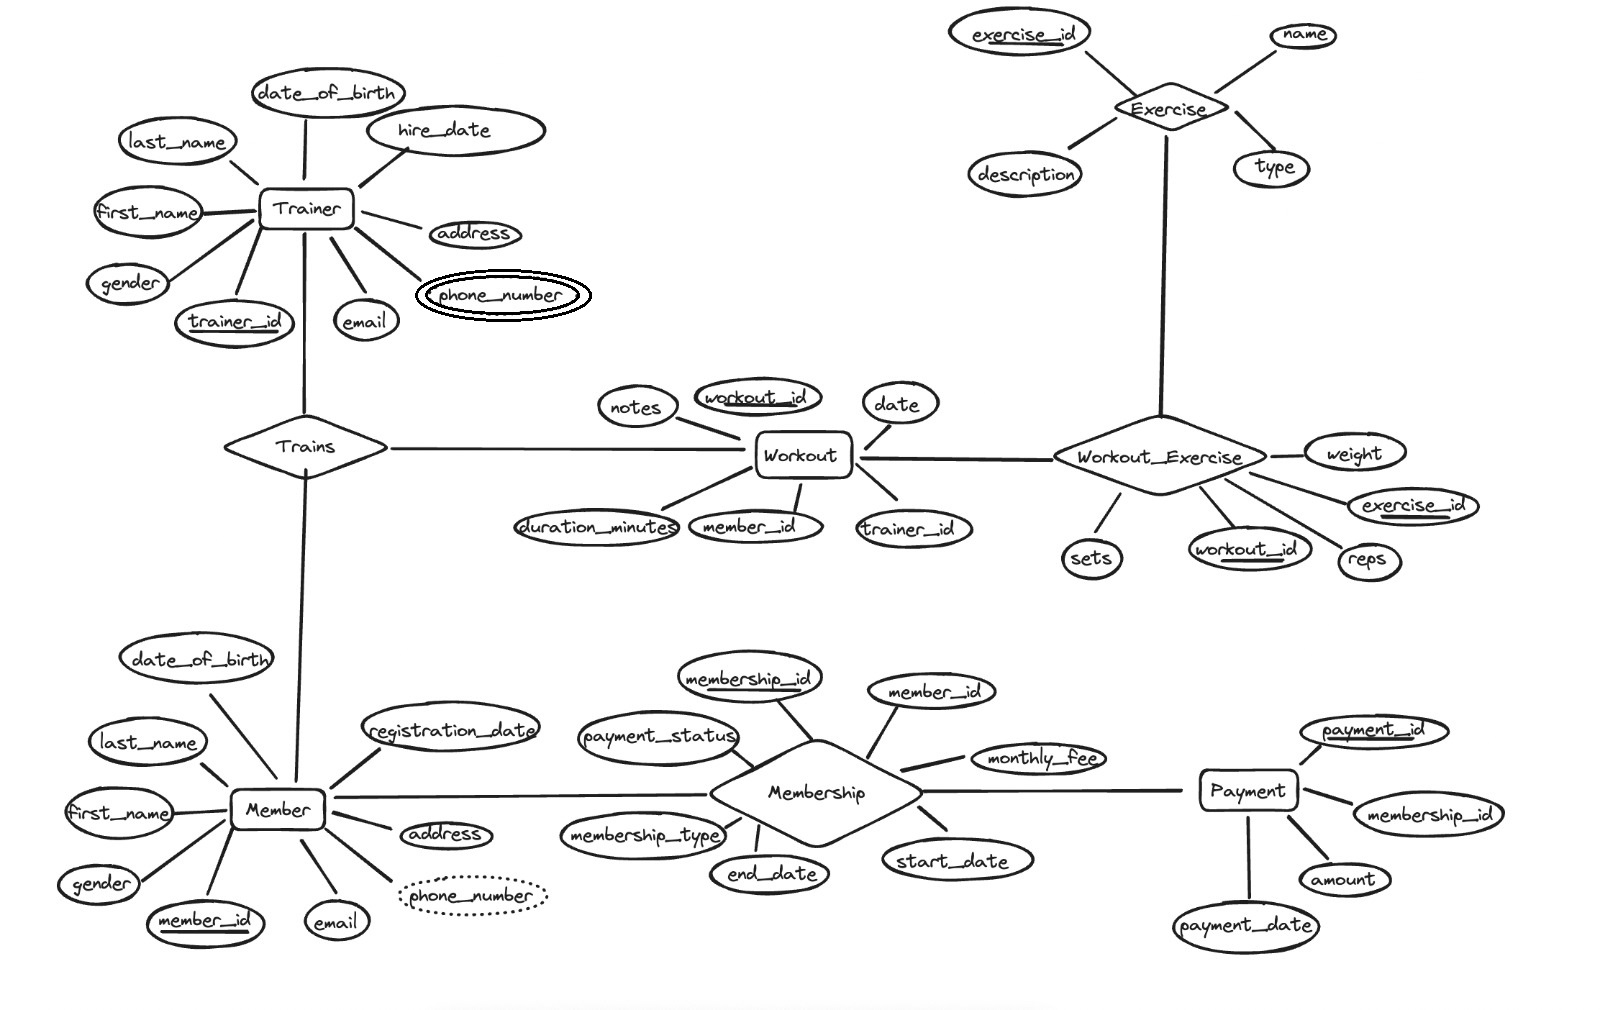 exercise_id
name
Exercise
description
type
date_of_birth
hire_date
last_name
first_name
Trainer
address
gender
phone_number
trainer_id
email
Trains
notes
workout_id
date
Workout
duration_minutes
member_id
trainer_id
Workout_Exercise
weight
exercise_id
sets
workout_id
reps
date_of_birth
last_name
registration_date
first_name
Member
address
gender
phone_number
member_id
email
membership_id
member_id
payment_status
monthly_fee
Membership
membership_type
end_date
start_date
payment_id
Payment
membership_id
amount
payment_date